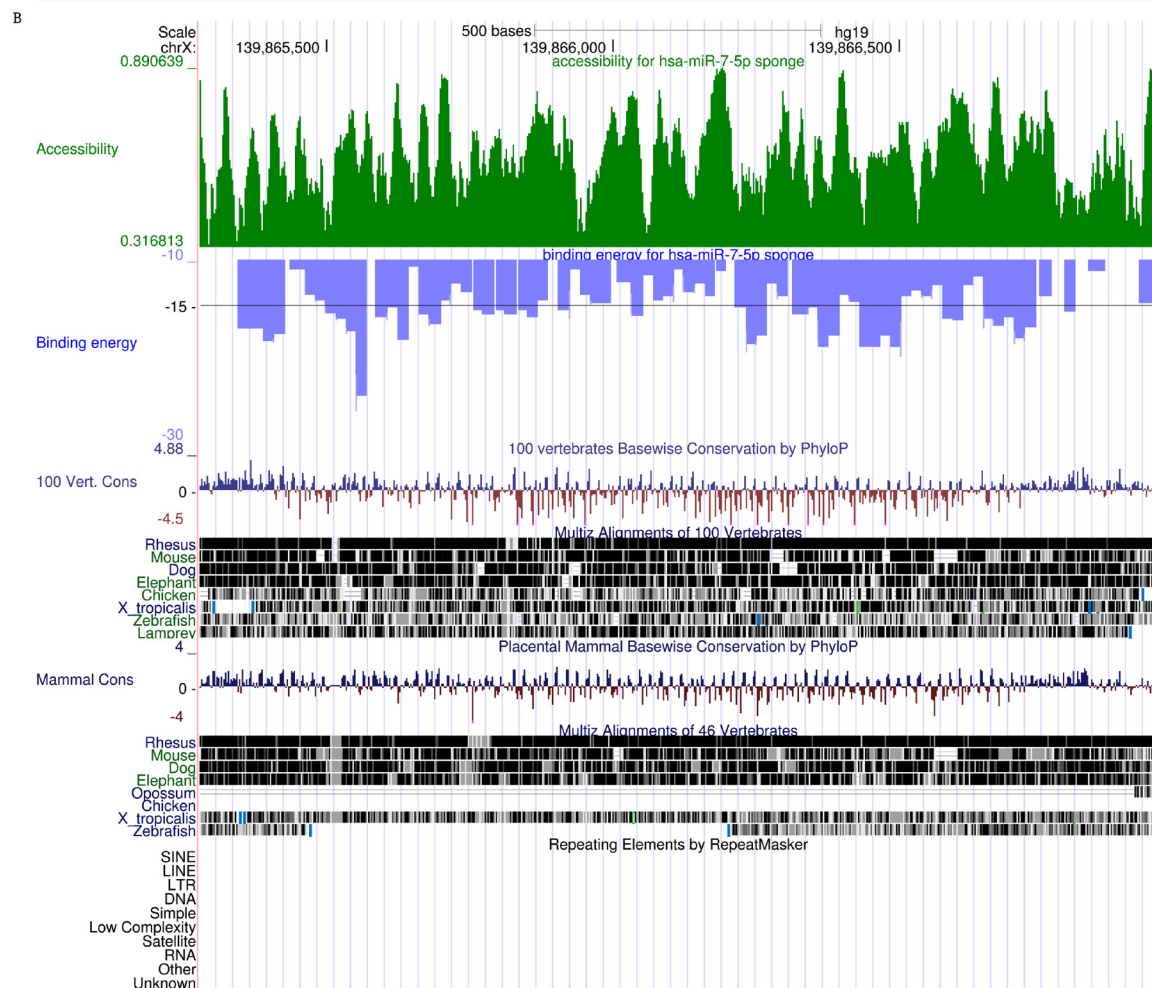 B
Scale 500 bases hg19
chrX: 139,865,500 139,866,000 139,866,500
0.890639 accessibility for hsa-miR-7-5p sponge
Accessibility
0.316813
-10 binding energy for hsa-miR-7-5p sponge
-15 -
Binding energy
-30
4.88 100 vertebrates Basewise Conservation by PhyloP
100 Vert. Cons
0 -
-4.5
Multiz Alignments of 100 Vertebrates
Rhesus
Mouse
Dog
Elephant
Chicken
X_tropicalis
Zebrafish
Lamprey
4 Placental Mammal Basewise Conservation by PhyloP
Mammal Cons
0 -
-4
Multiz Alignments of 46 Vertebrates
Rhesus
Mouse
Dog
Elephant
Opossum
Chicken
X_tropicalis
Zebrafish
Repeating Elements by RepeatMasker
SINE
LINE
LTR
DNA
Simple
Low Complexity
Satellite
RNA
Other
Unknown